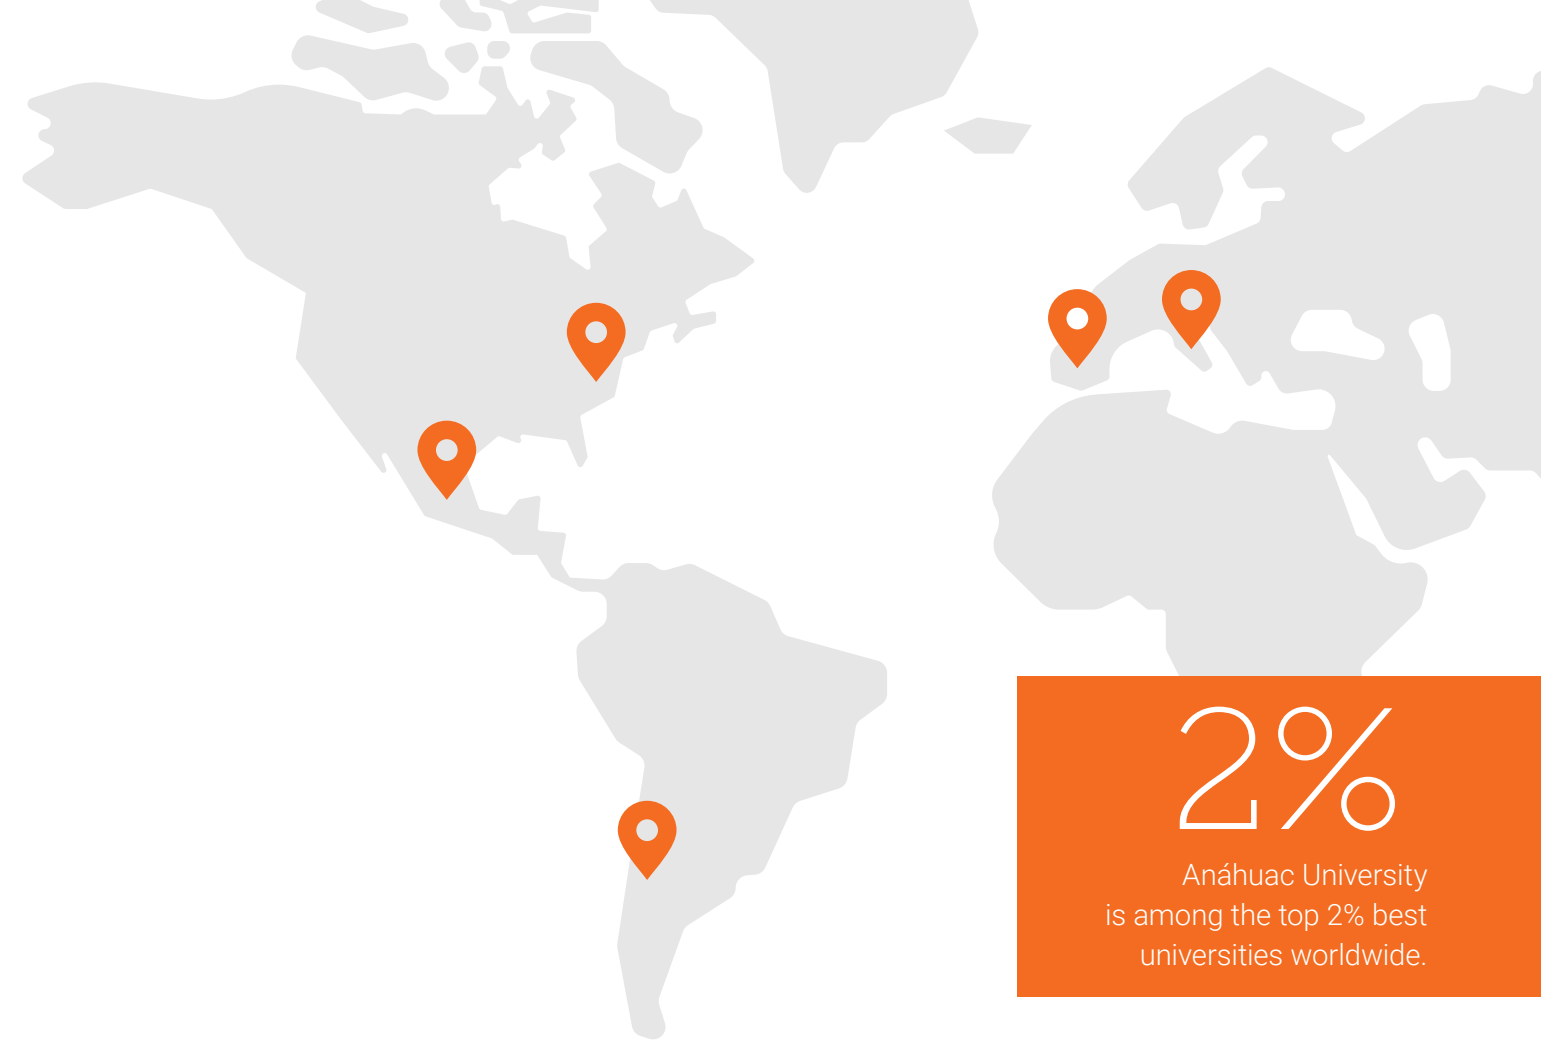 2%
Anáhuac University
is among the top 2% best
universities worldwide.